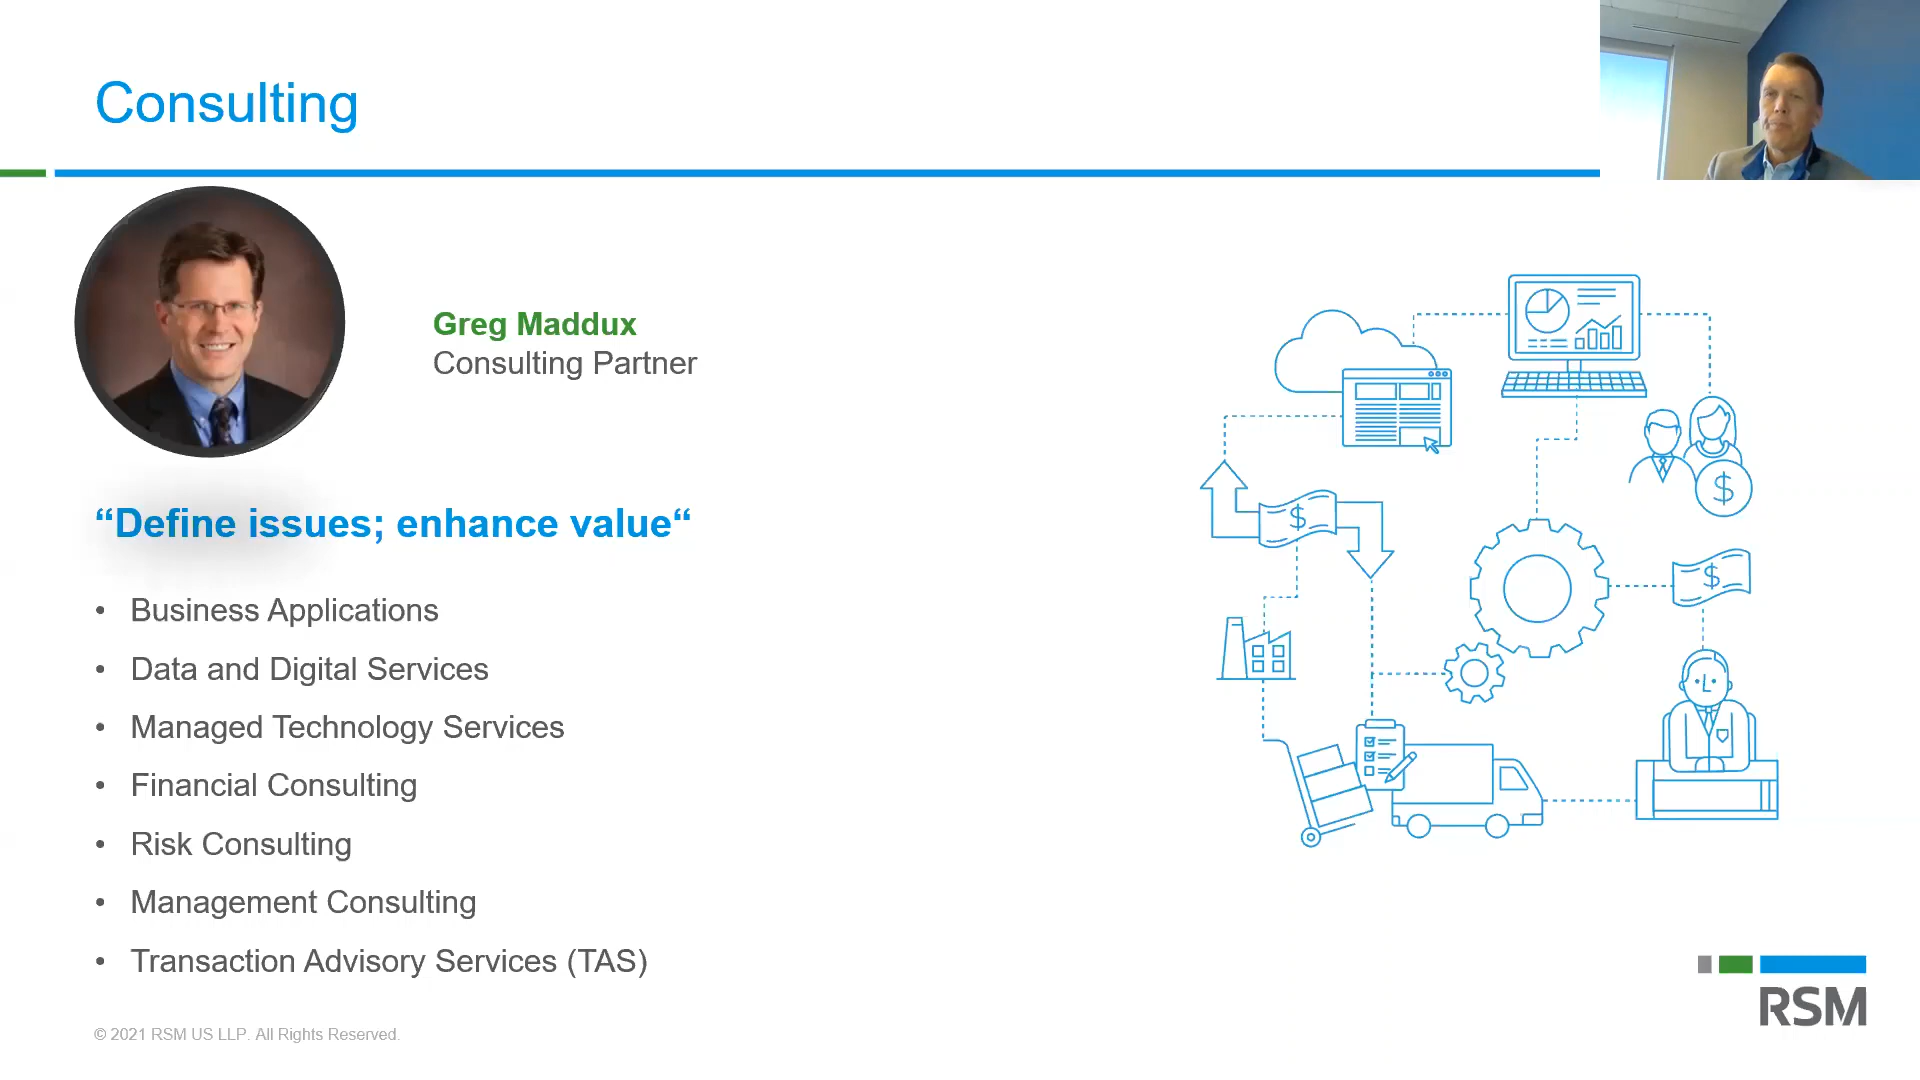 Consulting
Greg Maddux
Consulting Partner
“Define issues; enhance value“
• Business Applications
• Data and Digital Services
• Managed Technology Services
• Financial Consulting
• Risk Consulting
• Management Consulting
• Transaction Advisory Services (TAS)
$
$
$
RSM
© 2021 RSM US LLP. All Rights Reserved.